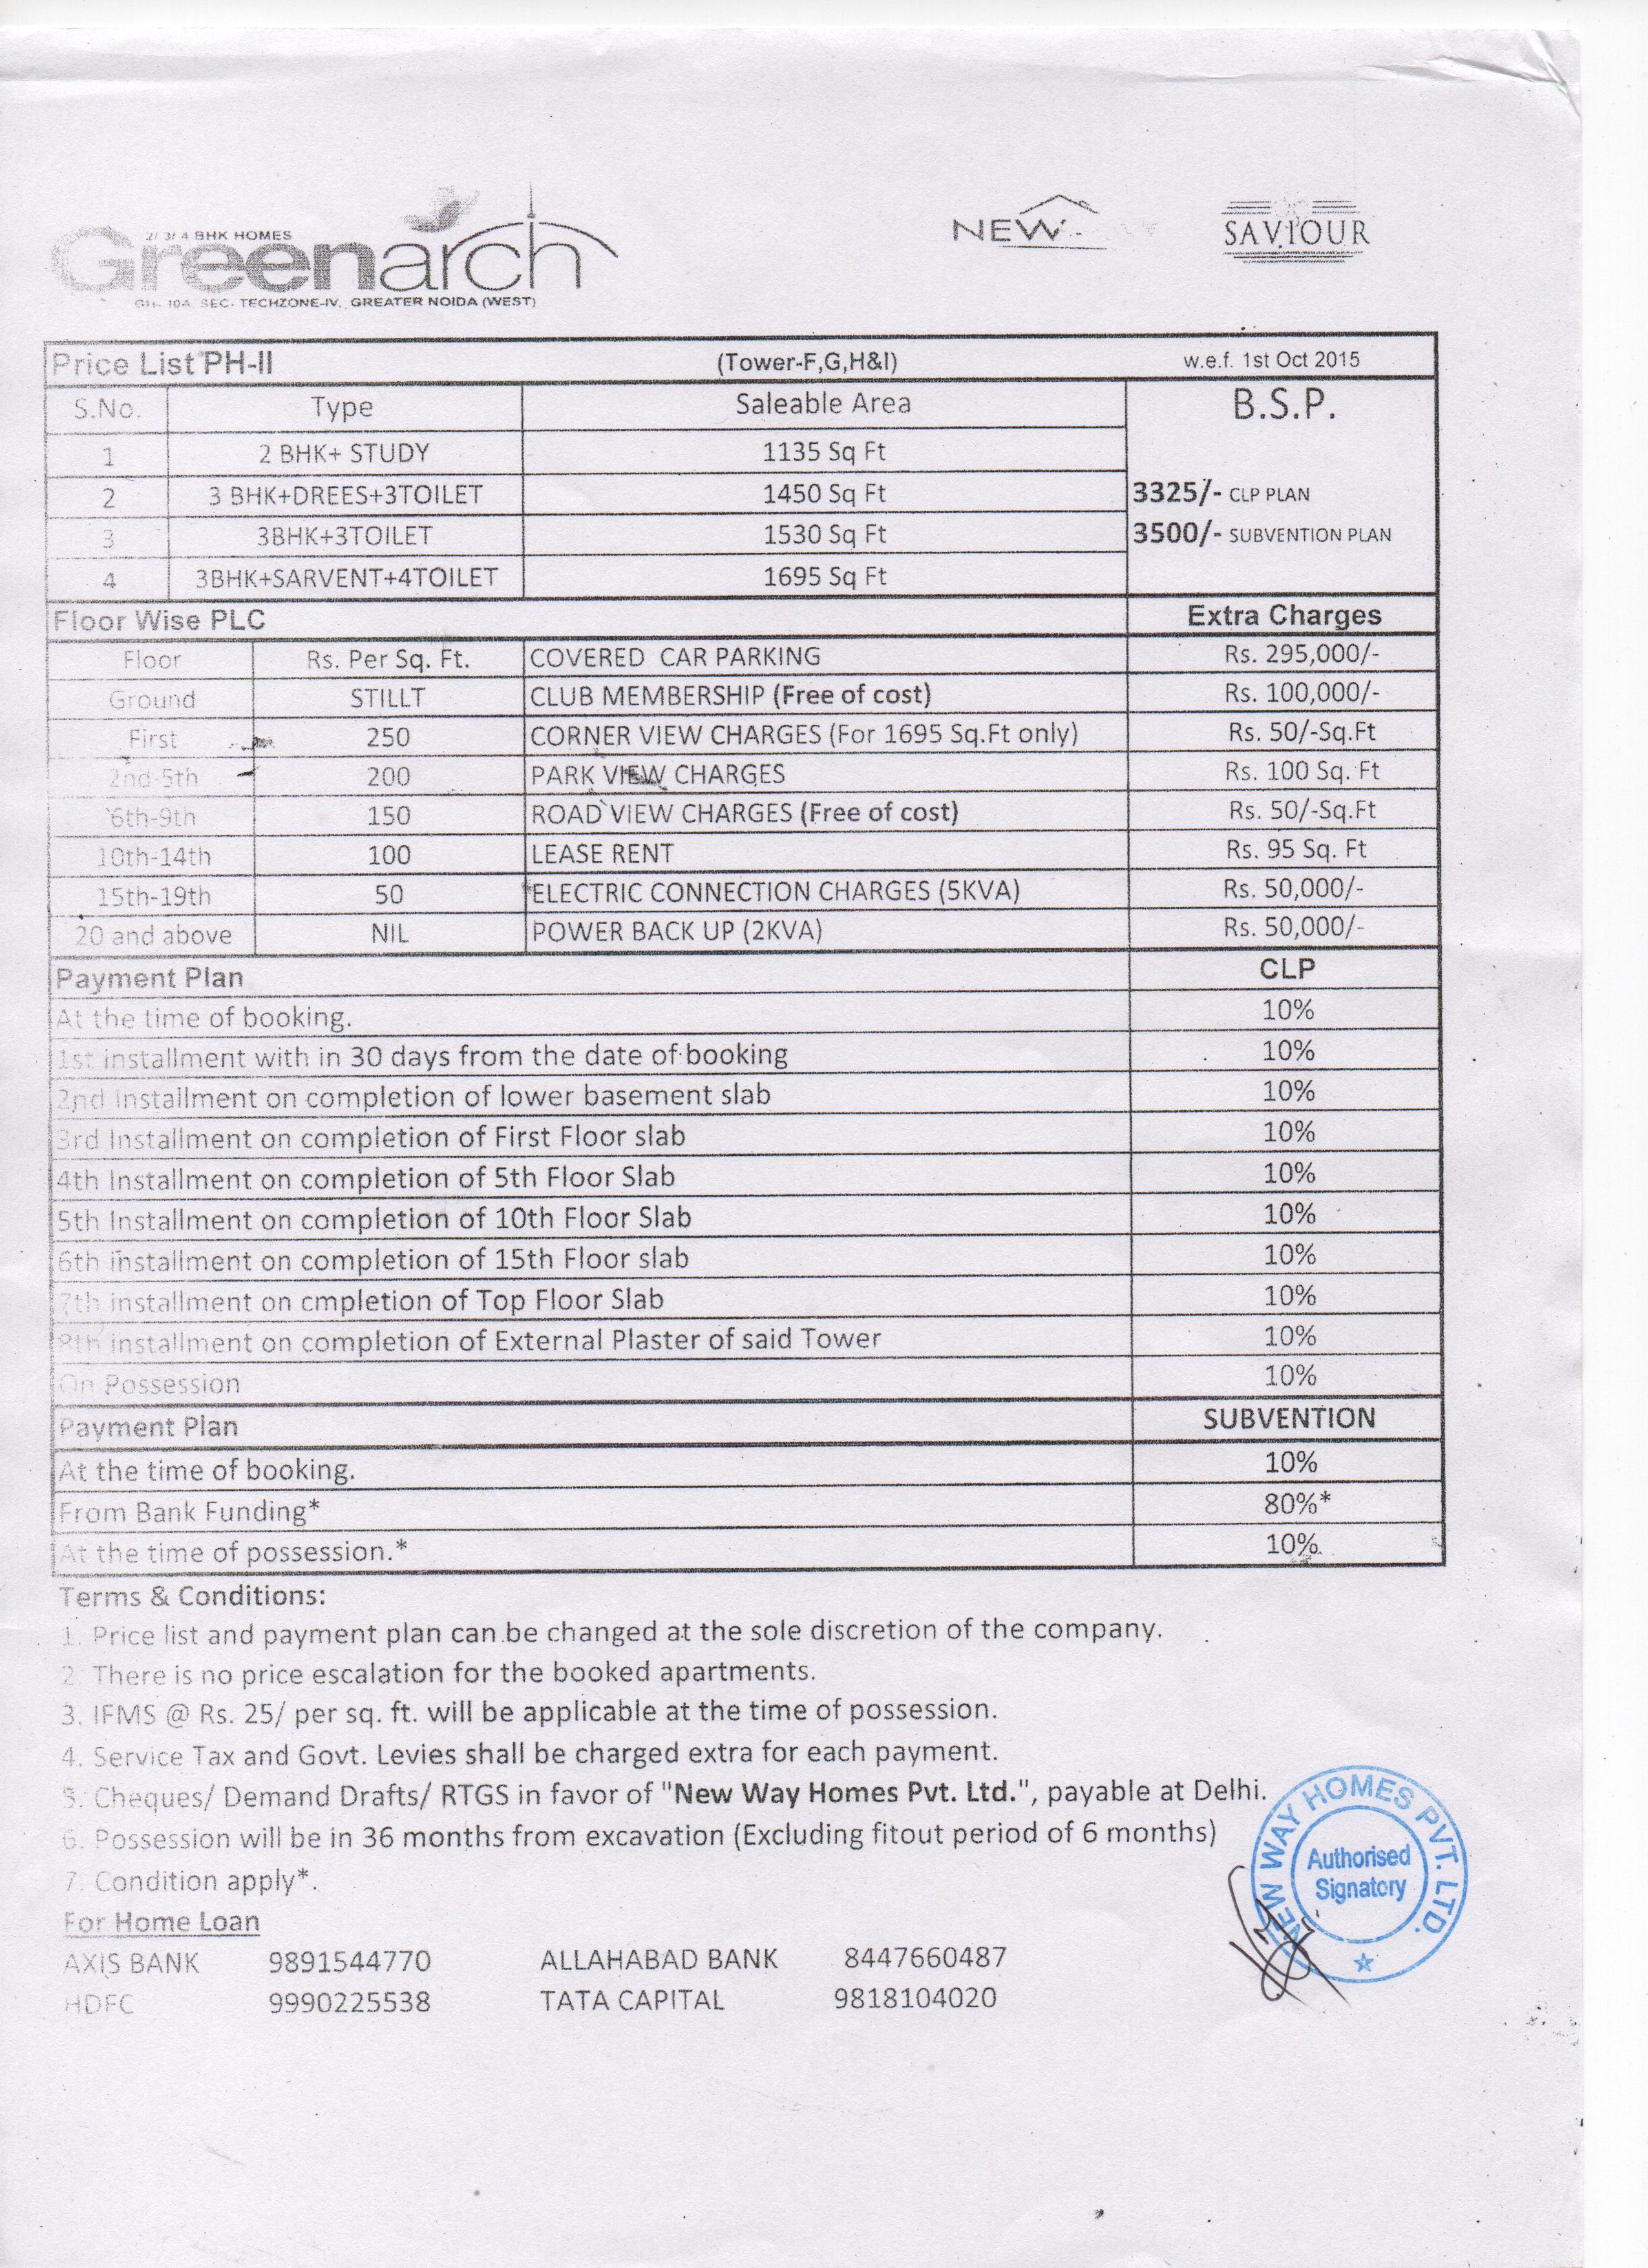 2/ 3/ 4 BHK HOMES
Greenarch
GH- 10A SEC- TECHZONE-IV, GREATER NOIDA (WEST)
NEW
SAVIOUR
Price List PH-II (Tower-F,G,H&I) w.e.f. 1st Oct 2015
S.No. Type Saleable Area B.S.P.
1 2 BHK+ STUDY 1135 Sq Ft
2 3 BHK+DREES+3TOILET 1450 Sq Ft 3325/- CLP PLAN
3 3BHK+3TOILET 1530 Sq Ft 3500/- SUBVENTION PLAN
4 3BHK+SARVENT+4TOILET 1695 Sq Ft
Floor Wise PLC Extra Charges
Floor Rs. Per Sq. Ft. COVERED CAR PARKING Rs. 295,000/-
Ground STILLT CLUB MEMBERSHIP (Free of cost) Rs. 100,000/-
First 250 CORNER VIEW CHARGES (For 1695 Sq.Ft only) Rs. 50/-Sq.Ft
2nd-5th 200 PARK VIEW CHARGES Rs. 100 Sq. Ft
6th-9th 150 ROAD VIEW CHARGES (Free of cost) Rs. 50/-Sq.Ft
10th-14th 100 LEASE RENT Rs. 95 Sq. Ft
15th-19th 50 ELECTRIC CONNECTION CHARGES (5KVA) Rs. 50,000/-
20 and above NIL POWER BACK UP (2KVA) Rs. 50,000/-
Payment Plan CLP
At the time of booking. 10%
1st installment with in 30 days from the date of booking 10%
2nd Installment on completion of lower basement slab 10%
3rd Installment on completion of First Floor slab 10%
4th Installment on completion of 5th Floor Slab 10%
5th Installment on completion of 10th Floor Slab 10%
6th installment on completion of 15th Floor slab 10%
7th installment on cmpletion of Top Floor Slab 10%
8th installment on completion of External Plaster of said Tower 10%
On Possession 10%
Payment Plan SUBVENTION
At the time of booking. 10%
From Bank Funding* 80%*
At the time of possession.* 10%
Terms & Conditions:
1. Price list and payment plan can be changed at the sole discretion of the company.
2 There is no price escalation for the booked apartments.
3. IFMS @ Rs. 25/ per sq. ft. will be applicable at the time of possession.
4. Service Tax and Govt. Levies shall be charged extra for each payment.
5. Cheques/ Demand Drafts/ RTGS in favor of "New Way Homes Pvt. Ltd.", payable at Delhi.
6. Possession will be in 36 months from excavation (Excluding fitout period of 6 months)
7. Condition apply*.
NEW WAY HOMES PVT. LTD.
Authorised
Signatory
For Home Loan
AXIS BANK 9891544770 ALLAHABAD BANK 8447660487
HDFC 9990225538 TATA CAPITAL 9818104020